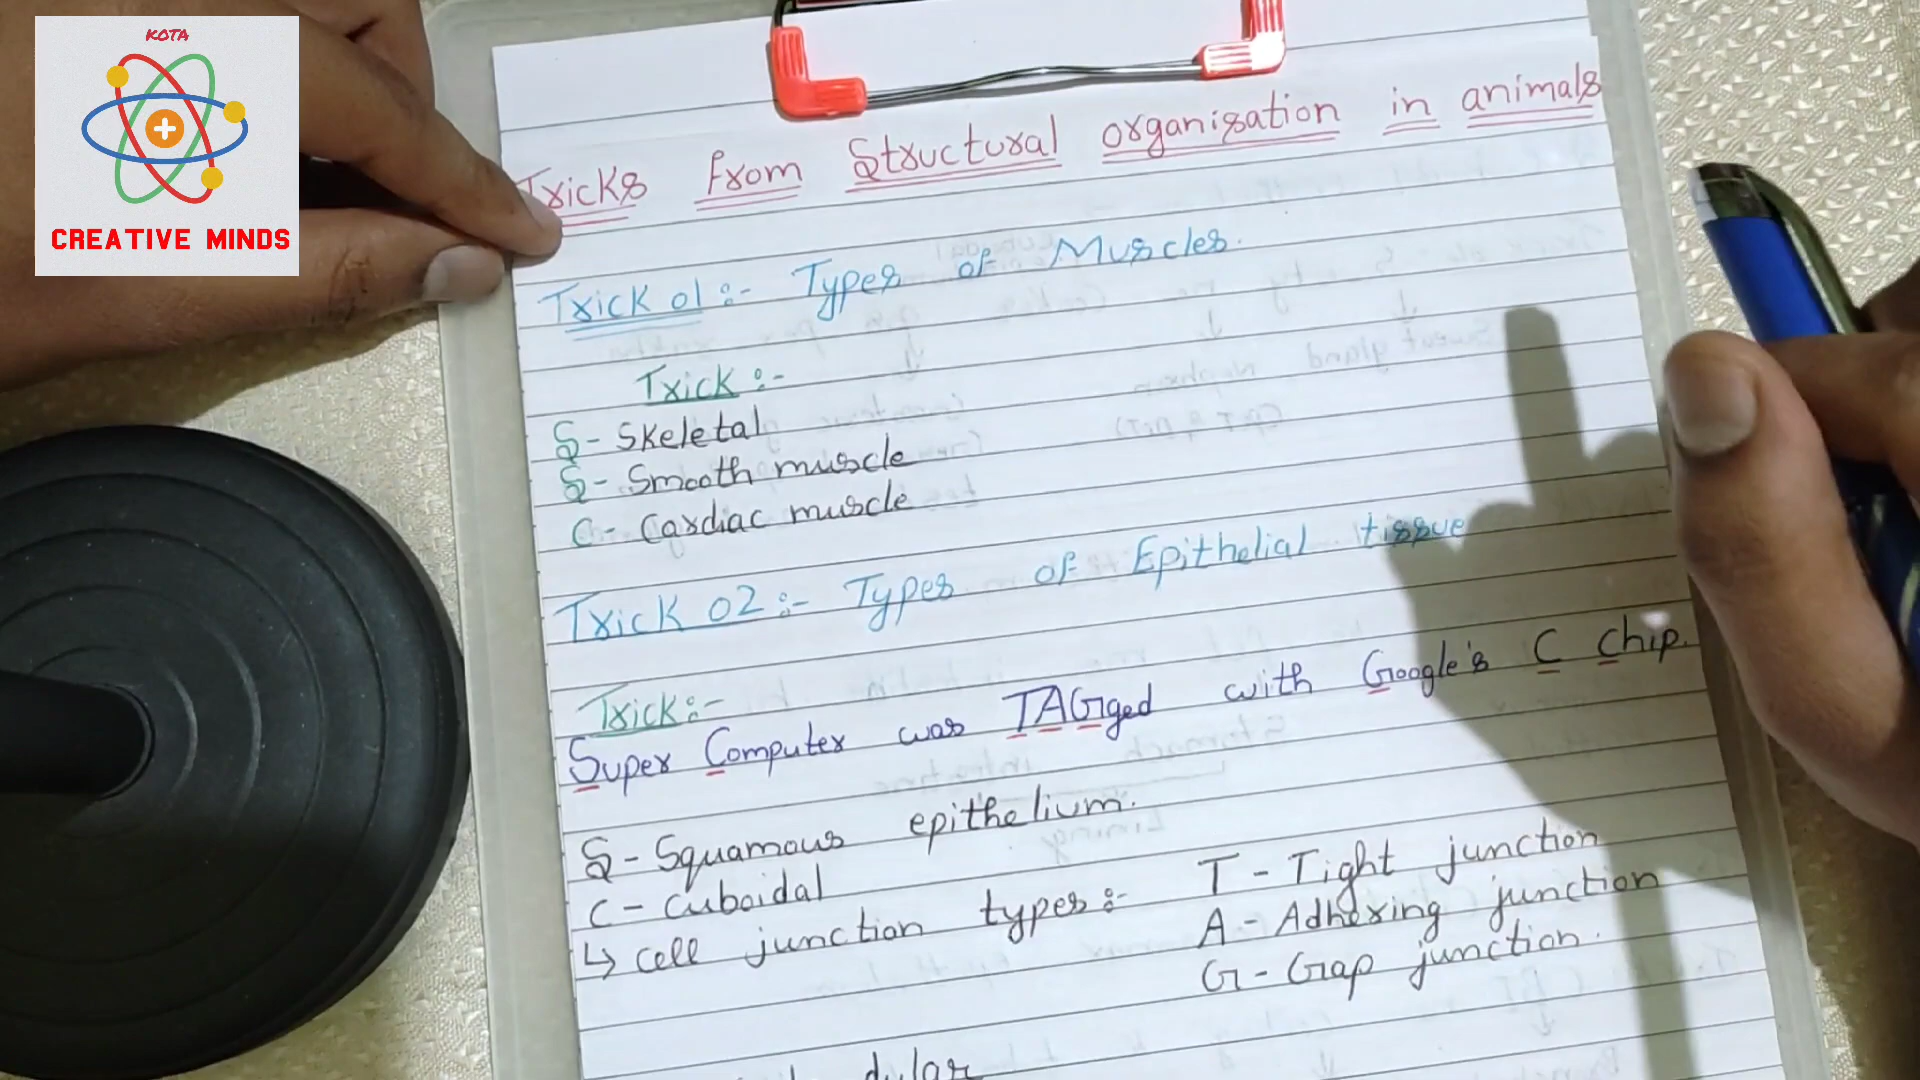 KOTA
CREATIVE MINDS
Tricks from Structural organisation in animals
Trick 01:- Types of Muscles.
Trick:-
S- Skeletal
S- Smooth muscle
C- Cardiac muscle
Trick 02:- Types of Epithelial tissue
Trick:-
Super Computer was TAGged with Google's C Chip.
S- Squamous epithelium.
C- Cuboidal
↳ cell junction types:- T- Tight junction
A- Adhering junction
G- Gap junction.